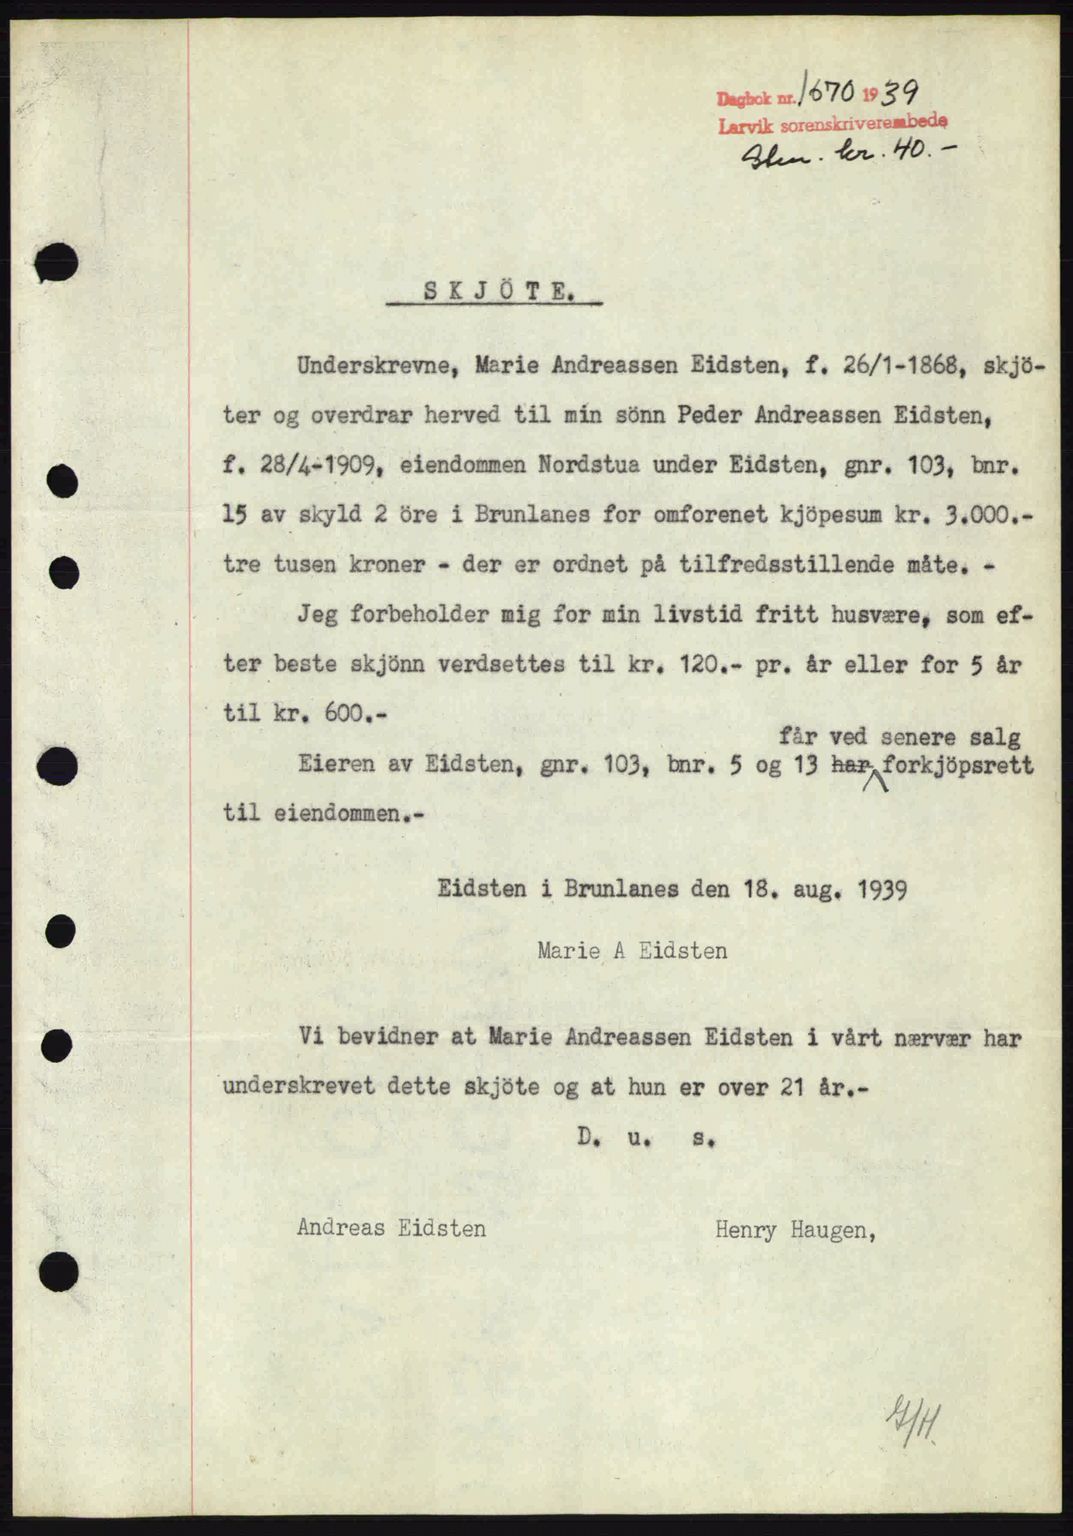 Dagbok nr. 1670 1939
Larvik sorenskriverembede
Stm. kr. 40.-
SKJÖTE.
Underskrevne, Marie Andreassen Eidsten, f. 26/1-1868, skjö-
ter og overdrar herved til min sönn Peder Andreassen Eidsten,
f. 28/4-1909, eiendommen Nordstua under Eidsten, gnr. 103, bnr.
15 av skyld 2 öre i Brunlanes for omforenet kjöpesum kr. 3.000.-
tre tusen kroner - der er ordnet på tilfredsstillende måte. -
Jeg forbeholder mig for min livstid fritt husvære, som ef-
ter beste skjönn verdsettes til kr. 120.- pr. år eller for 5 år
til kr. 600.-
får ved senere salg
Eieren av Eidsten, gnr. 103, bnr. 5 og 13 har forkjöpsrett
til eiendommen.-
Eidsten i Brunlanes den 18. aug. 1939
Marie A Eidsten
Vi bevidner at Marie Andreassen Eidsten i vårt nærvær har
underskrevet dette skjöte og at hun er over 21 år.-
D. u. s.
Andreas Eidsten Henry Haugen,